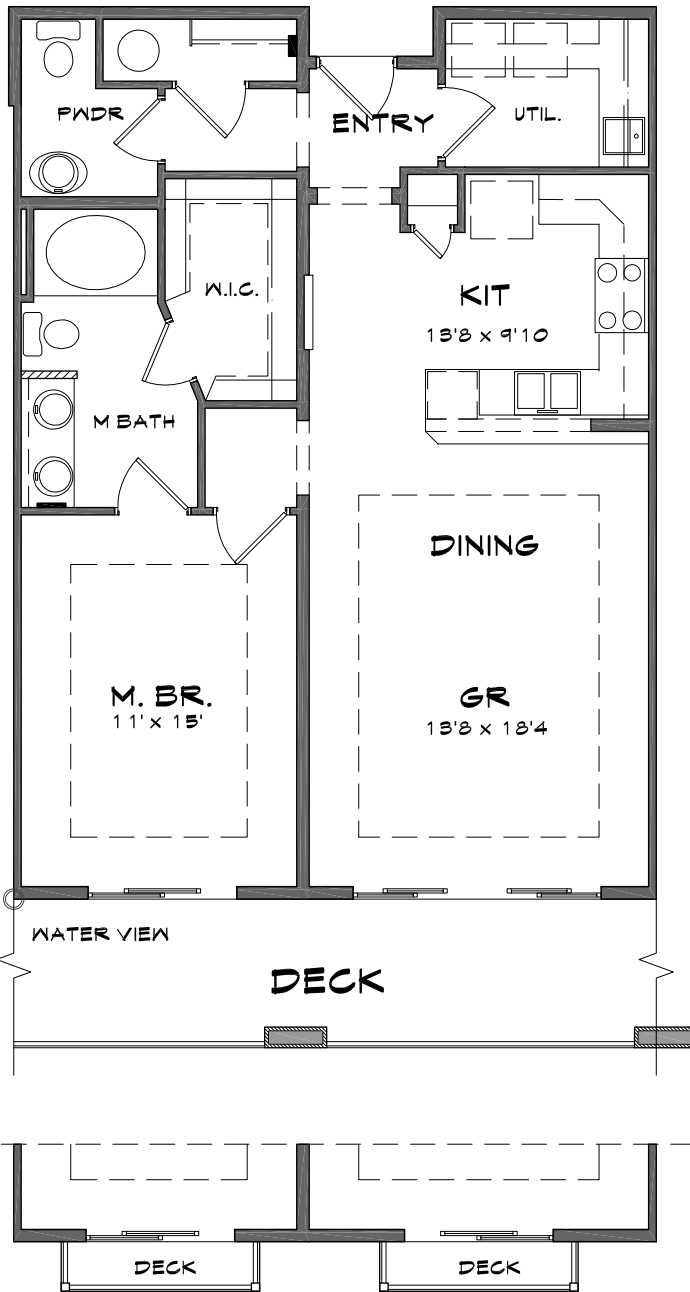 PWDR
ENTRY
UTIL.
W.I.C.
KIT
13'8 x 9'10
M BATH
DINING
M. BR.
11' x 15'
GR
13'8 x 18'4
WATER VIEW
DECK
DECK
DECK